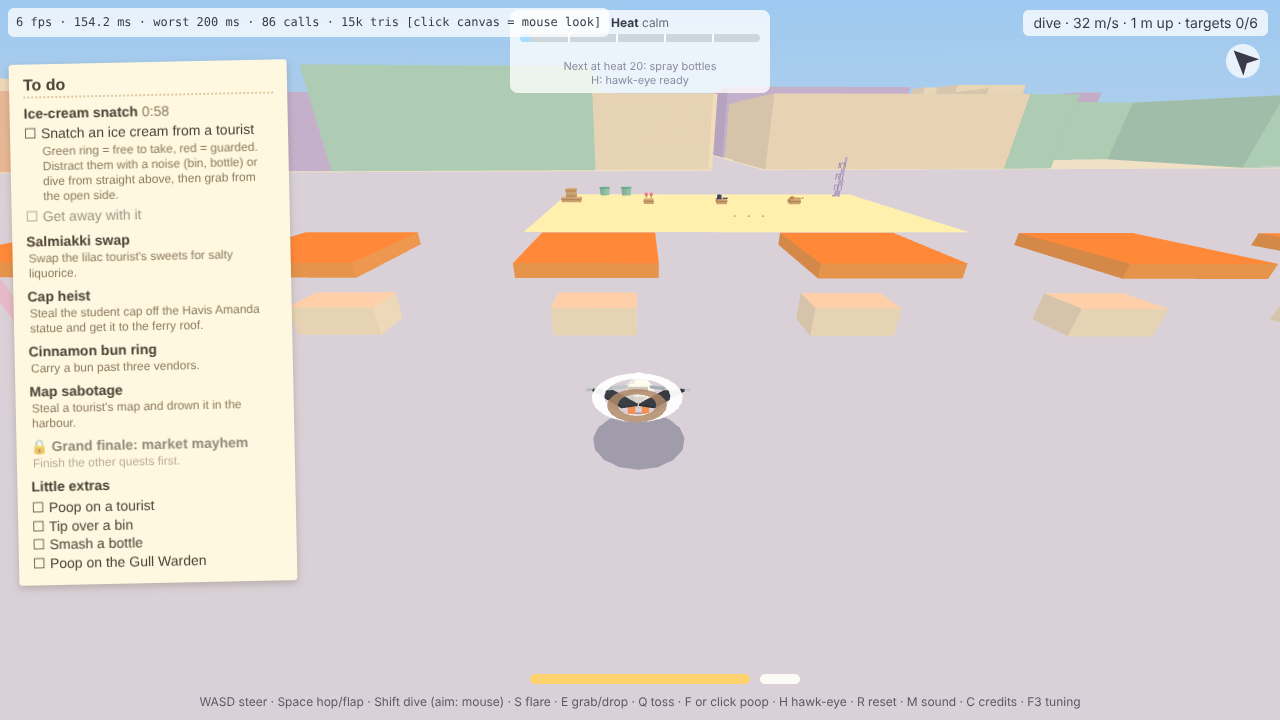 6 fps · 154.2 ms · worst 200 ms · 86 calls · 15k tris [click canvas = mouse look]
Heat calm
Next at heat 20: spray bottles
H: hawk-eye ready
dive · 32 m/s · 1 m up · targets 0/6
To do
Ice-cream snatch 0:58
☐ Snatch an ice cream from a tourist
Green ring = free to take, red = guarded.
Distract them with a noise (bin, bottle) or
dive from straight above, then grab from
the open side.
☐ Get away with it
Salmiakki swap
Swap the lilac tourist's sweets for salty
liquorice.
Cap heist
Steal the student cap off the Havis Amanda
statue and get it to the ferry roof.
Cinnamon bun ring
Carry a bun past three vendors.
Map sabotage
Steal a tourist's map and drown it in the
harbour.
🔒 Grand finale: market mayhem
Finish the other quests first.
Little extras
☐ Poop on a tourist
☐ Tip over a bin
☐ Smash a bottle
☐ Poop on the Gull Warden
WASD steer · Space hop/flap · Shift dive (aim: mouse) · S flare · E grab/drop · Q toss · F or click poop · H hawk-eye · R reset · M sound · C credits · F3 tuning